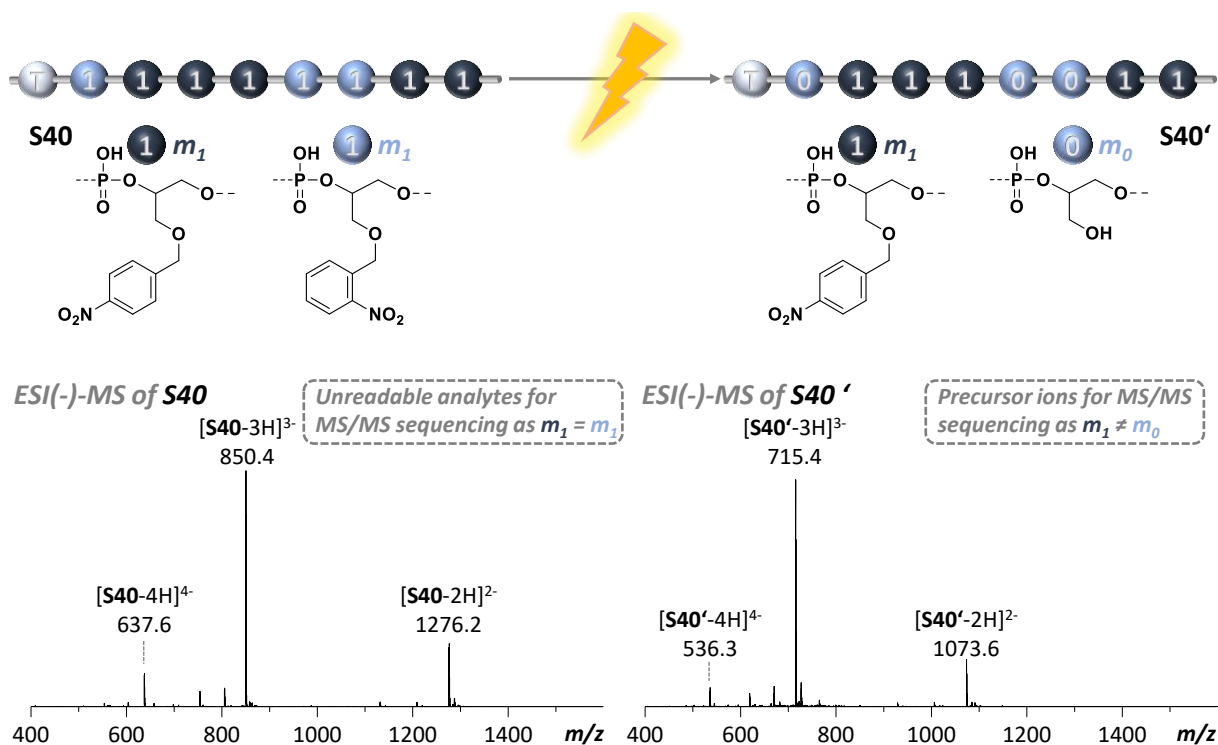 T 1 1 1 1 1 1 1 1
T 0 1 1 1 0 0 1 1
S40
1 m1
1 m1
1 m1
0 m0
S40‘
OH
OH
OH
OH
P O O
P O O
P O O
P O O
O
O
O
O
O
O
O
OH
O2N
NO2
O2N
ESI(-)-MS of S40
Unreadable analytes for
MS/MS sequencing as m1 = m1
[S40-3H]3-
850.4
[S40-4H]4-
637.6
[S40-2H]2-
1276.2
400 600 800 1000 1200 1400 m/z
ESI(-)-MS of S40 ‘
Precursor ions for MS/MS
sequencing as m1 ≠ m0
[S40‘-3H]3-
715.4
[S40‘-4H]4-
536.3
[S40‘-2H]2-
1073.6
400 600 800 1000 1200 1400 m/z